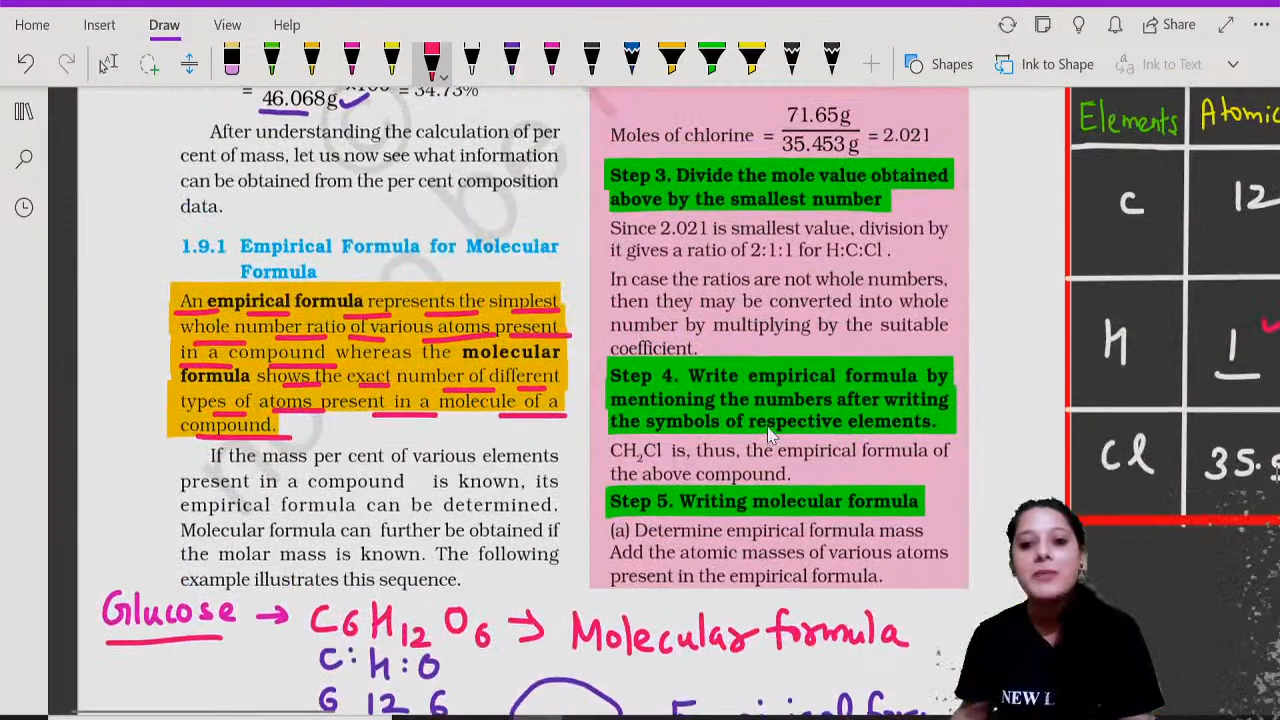 Home Insert Draw View Help Share
Shapes Ink to Shape Ink to Text
= 46.068g ×100 = 34.73%
After understanding the calculation of per
cent of mass, let us now see what information
can be obtained from the per cent composition
data.
1.9.1 Empirical Formula for Molecular
Formula
An empirical formula represents the simplest
whole number ratio of various atoms present
in a compound whereas the molecular
formula shows the exact number of different
types of atoms present in a molecule of a
compound.
If the mass per cent of various elements
present in a compound is known, its
empirical formula can be determined.
Molecular formula can further be obtained if
the molar mass is known. The following
example illustrates this sequence.
Moles of chlorine = 71.65g / 35.453 g = 2.021
Step 3. Divide the mole value obtained
above by the smallest number
Since 2.021 is smallest value, division by
it gives a ratio of 2:1:1 for H:C:Cl .
In case the ratios are not whole numbers,
then they may be converted into whole
number by multiplying by the suitable
coefficient.
Step 4. Write empirical formula by
mentioning the numbers after writing
the symbols of respective elements.
CH₂Cl is, thus, the empirical formula of
the above compound.
Step 5. Writing molecular formula
(a) Determine empirical formula mass
Add the atomic masses of various atoms
present in the empirical formula.
Elements Atomic
C 12
H 1
Cl 35.
Glucose → C6 H12 O6 → Molecular formula
C : H : O
6 12 6
NEW L